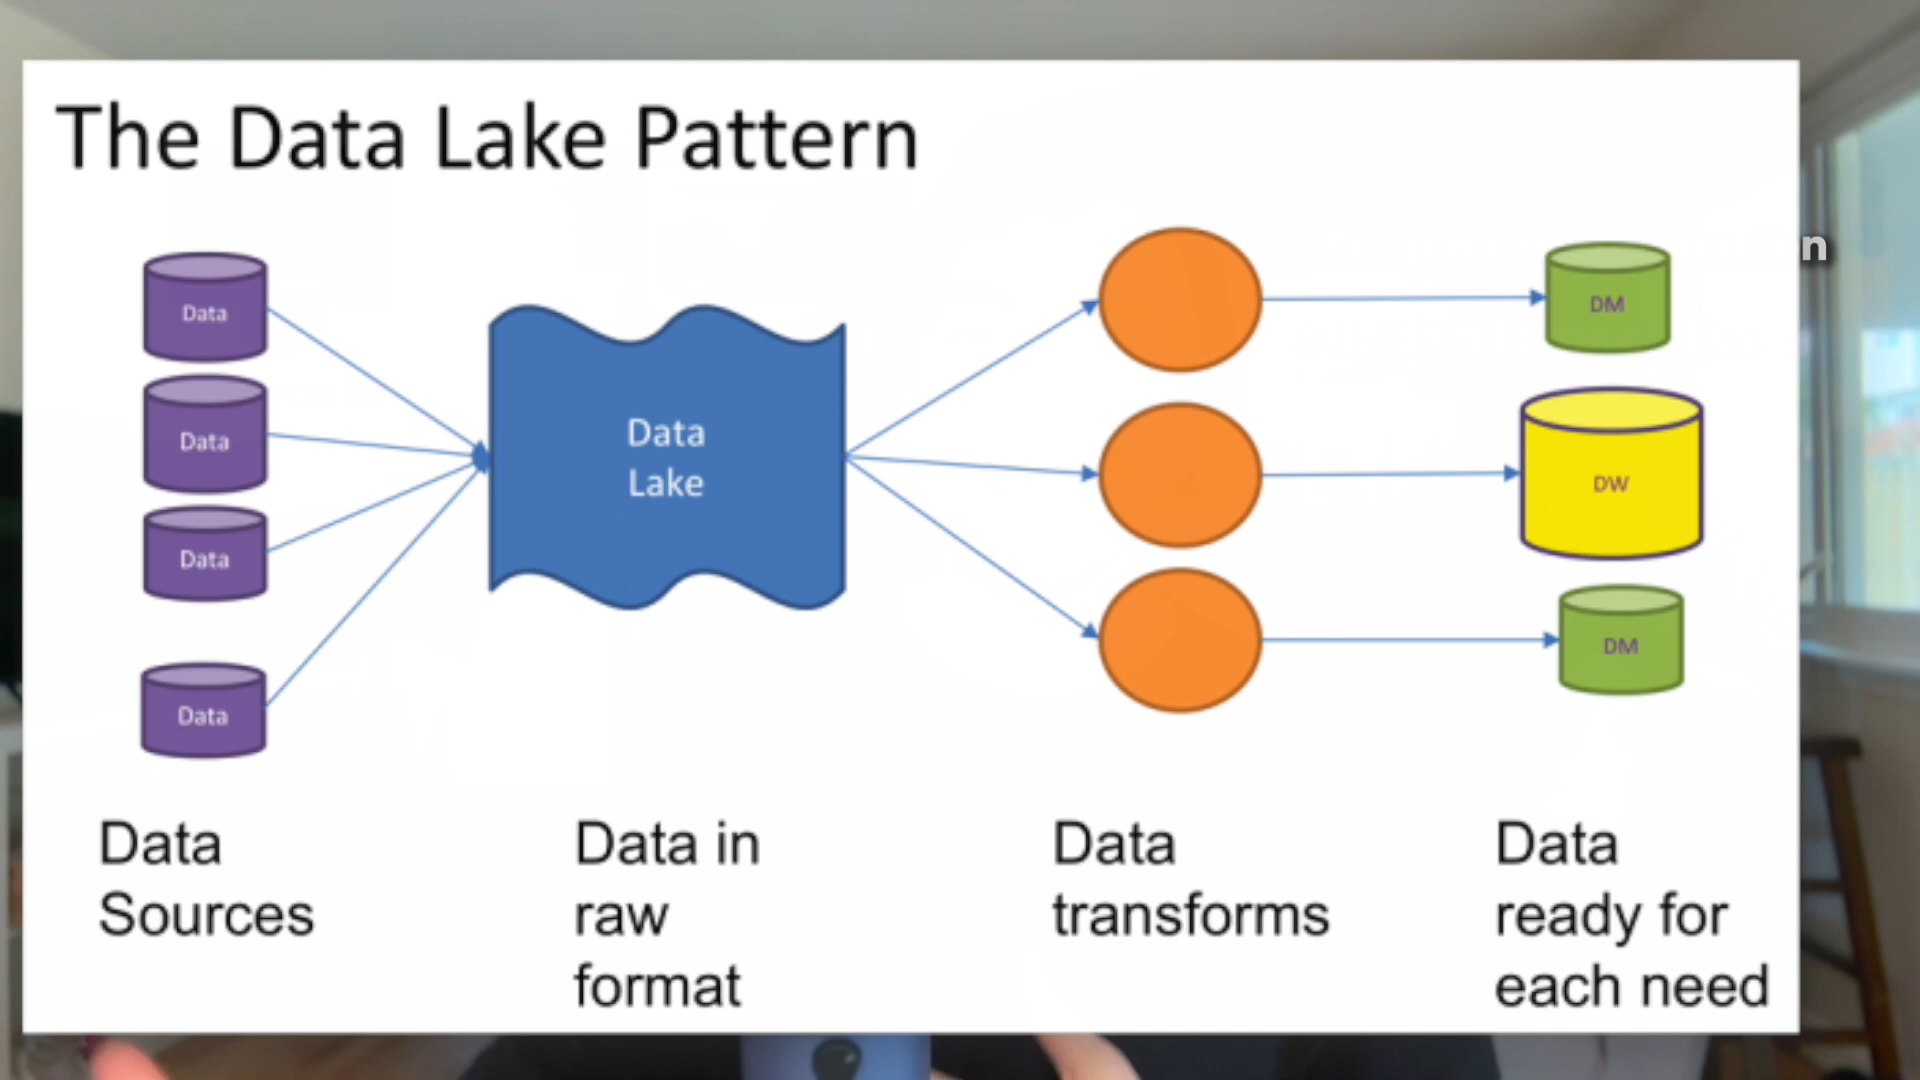 The Data Lake Pattern
Data
Data
Data
Data
Data
Lake
DM
DW
DM
Data
Sources
Data in
raw
format
Data
transforms
Data
ready for
each need
n